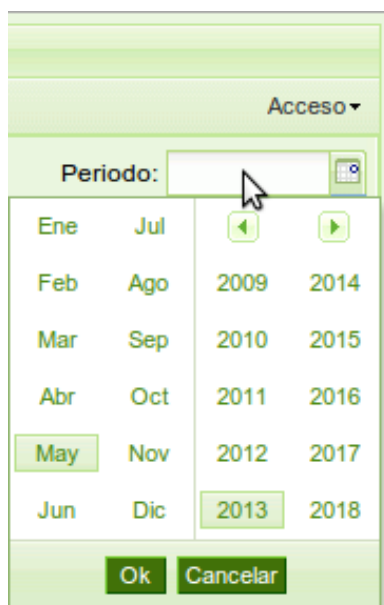 Acceso
Periodo:
Ene Jul
Feb Ago 2009 2014
Mar Sep 2010 2015
Abr Oct 2011 2016
May Nov 2012 2017
Jun Dic 2013 2018
Ok Cancelar